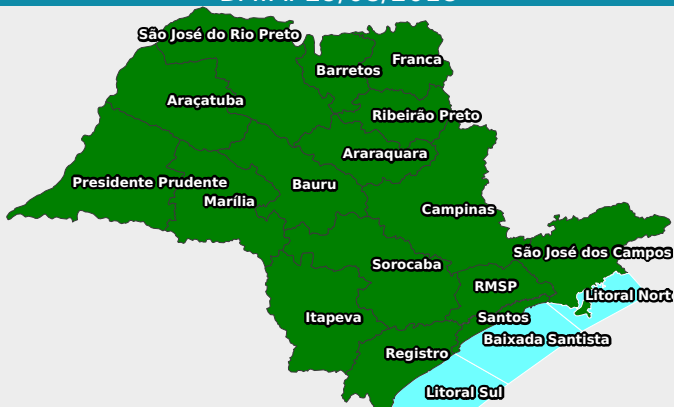 São José do Rio Preto
Franca
Barretos
Araçatuba
Ribeirão Preto
Araraquara
Presidente Prudente
Bauru
Marília
Campinas
São José dos Campos
Sorocaba
RMSP
Litoral Nort
Itapeva
Santos
Baixada Santista
Registro
Litoral Sul